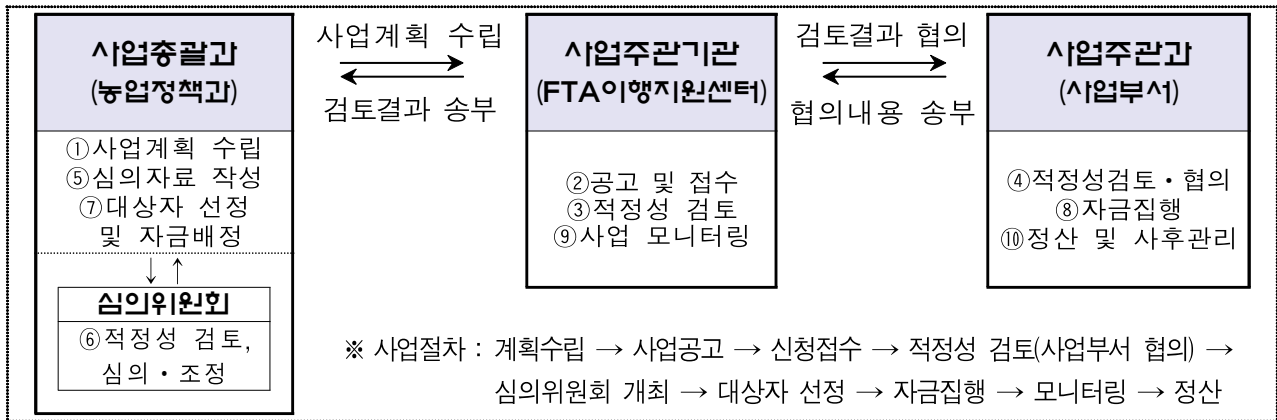 사업총괄과
(농업정책과)
①사업계획 수립
⑤심의자료 작성
⑦대상자 선정
및 자금배정
↓ ↑
심의위원회
⑥적정성 검토,
심의・조정
사업계획 수립
검토결과 송부
사업주관기관
(FTA이행지원센터)
②공고 및 접수
③적정성 검토
⑨사업 모니터링
검토결과 협의
협의내용 송부
사업주관과
(사업부서)
④적정성검토・협의
⑧자금집행
⑩정산 및 사후관리
※ 사업절차 : 계획수립 → 사업공고 → 신청접수 → 적정성 검토(사업부서 협의) →
심의위원회 개최 → 대상자 선정 → 자금집행 → 모니터링 → 정산